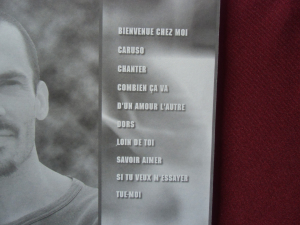 BIENVENUE CHEZ MOI
CARUSO
CHANTER
COMBIEN ÇA VA
D'UN AMOUR L'AUTRE
DORS
LOIN DE TOI
SAVOIR AIMER
SI TU VEUX M'ESSAYER
TUE-MOI